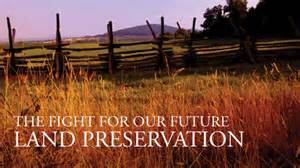 THE FIGHT FOR OUR FUTURE
LAND PRESERVATION